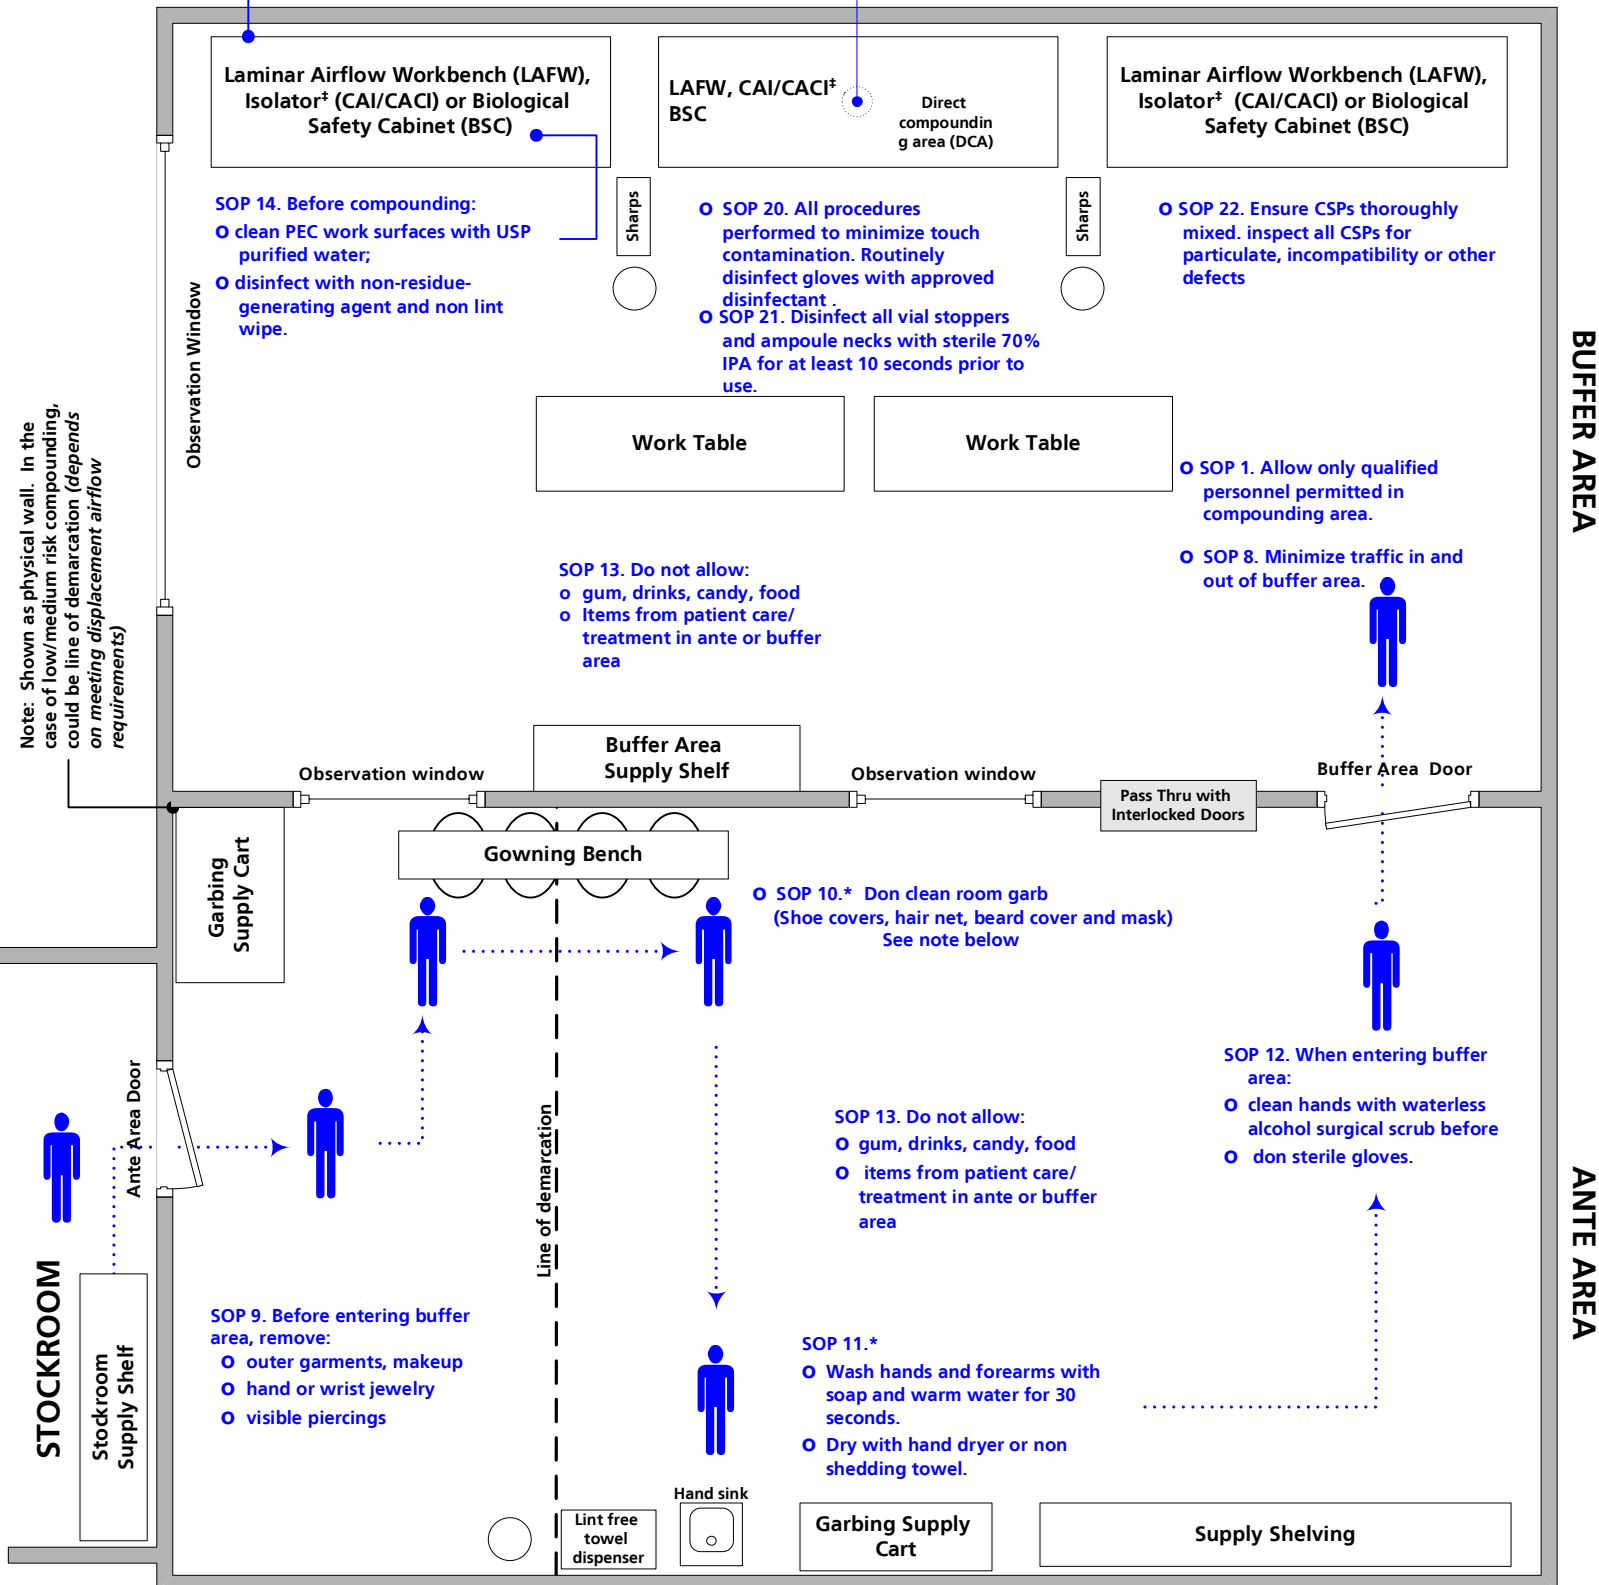 Laminar Airflow Workbench (LAFW),
Isolator‡ (CAI/CACI) or Biological
Safety Cabinet (BSC)
LAFW, CAI/CACI‡
BSC
Direct
compoundin
g area (DCA)
Laminar Airflow Workbench (LAFW),
Isolator‡ (CAI/CACI) or Biological
Safety Cabinet (BSC)
SOP 14. Before compounding:
O clean PEC work surfaces with USP
purified water;
O disinfect with non-residue-
generating agent and non lint
wipe.
Sharps
O SOP 20. All procedures
performed to minimize touch
contamination. Routinely
disinfect gloves with approved
disinfectant .
O SOP 21. Disinfect all vial stoppers
and ampoule necks with sterile 70%
IPA for at least 10 seconds prior to
use.
Sharps
O SOP 22. Ensure CSPs thoroughly
mixed. inspect all CSPs for
particulate, incompatibility or other
defects
Observation Window
BUFFER AREA
Note: Shown as physical wall. In the
case of low/medium risk compounding,
could be line of demarcation (depends
on meeting displacement airflow
requirements)
Work Table
Work Table
O SOP 1. Allow only qualified
personnel permitted in
compounding area.
O SOP 8. Minimize traffic in and
out of buffer area.
SOP 13. Do not allow:
o gum, drinks, candy, food
o Items from patient care/
treatment in ante or buffer
area
Buffer Area
Supply Shelf
Observation window
Observation window
Buffer Area Door
Pass Thru with
Interlocked Doors
Garbing
Supply Cart
Gowning Bench
O SOP 10.* Don clean room garb
(Shoe covers, hair net, beard cover and mask)
See note below
SOP 12. When entering buffer
area:
O clean hands with waterless
alcohol surgical scrub before
O don sterile gloves.
Ante Area Door
Line of demarcation
SOP 13. Do not allow:
O gum, drinks, candy, food
O items from patient care/
treatment in ante or buffer
area
ANTE AREA
STOCKROOM
Stockroom
Supply Shelf
SOP 9. Before entering buffer
area, remove:
O outer garments, makeup
O hand or wrist jewelry
O visible piercings
SOP 11.*
O Wash hands and forearms with
soap and warm water for 30
seconds.
O Dry with hand dryer or non
shedding towel.
Hand sink
Lint free
towel
dispenser
Garbing Supply
Cart
Supply Shelving